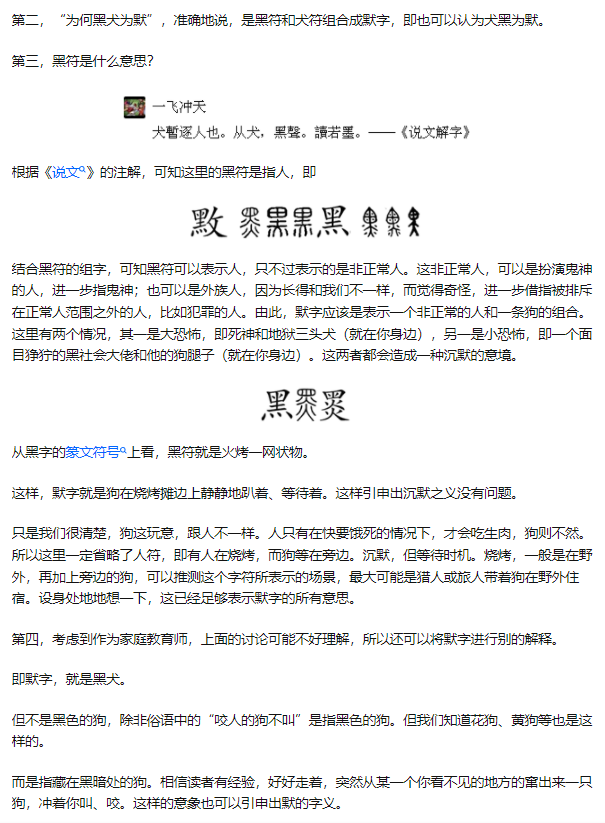 第二，“为何黑犬为默”，准确地说，是黑符和犬符组合成默字，即也可以认为犬黑为默。
第三，黑符是什么意思？
一飞冲天
犬暫逐人也。从犬，黑聲。讀若墨。——《说文解字》
根据《说文》的注解，可知这里的黑符是指人，即
结合黑符的组字，可知黑符可以表示人，只不过表示的是非正常人。这非正常人，可以是扮演鬼神
的人，进一步指鬼神；也可以是外族人，因为长得和我们不一样，而觉得奇怪，进一步借指被排斥
在正常人范围之外的人，比如犯罪的人。由此，默字应该是表示一个非正常的人和一条狗的组合。
这里有两个情况，其一是大恐怖，即死神和地狱三头犬（就在你身边），另一是小恐怖，即一个面
目狰狞的黑社会大佬和他的狗腿子（就在你身边）。这两者都会造成一种沉默的意境。
从黑字的篆文符号上看，黑符就是火烤一网状物。
这样，默字就是狗在烧烤摊边上静静地趴着、等待着。这样引申出沉默之义没有问题。
只是我们很清楚，狗这玩意，跟人不一样。人只有在快要饿死的情况下，才会吃生肉，狗则不然。
所以这里一定省略了人符，即有人在烧烤，而狗等在旁边。沉默，但等待时机。烧烤，一般是在野
外，再加上旁边的狗，可以推测这个字符所表示的场景，最大可能是猎人或旅人带着狗在野外住
宿。设身处地地想一下，这已经足够表示默字的所有意思。
第四，考虑到作为家庭教育师，上面的讨论可能不好理解，所以还可以将默字进行别的解释。
即默字，就是黑犬。
但不是黑色的狗，除非俗语中的“咬人的狗不叫”是指黑色的狗。但我们知道花狗、黄狗等也是这
样的。
而是指藏在黑暗处的狗。相信读者有经验，好好走着，突然从某一个你看不见的地方的窜出来一只
狗，冲着你叫、咬。这样的意象也可以引申出默的字义。